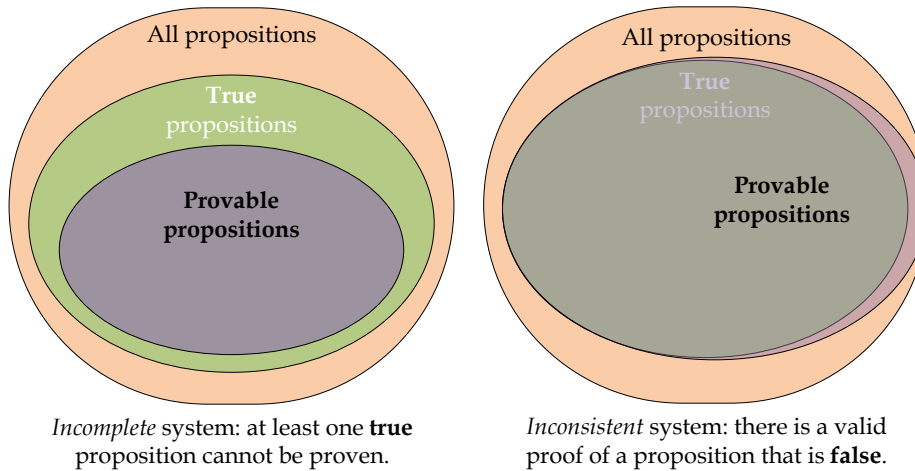 All propositions
True
propositions
Provable
propositions
Incomplete system: at least one true
proposition cannot be proven.
All propositions
True
propositions
Provable
propositions
Inconsistent system: there is a valid
proof of a proposition that is false.